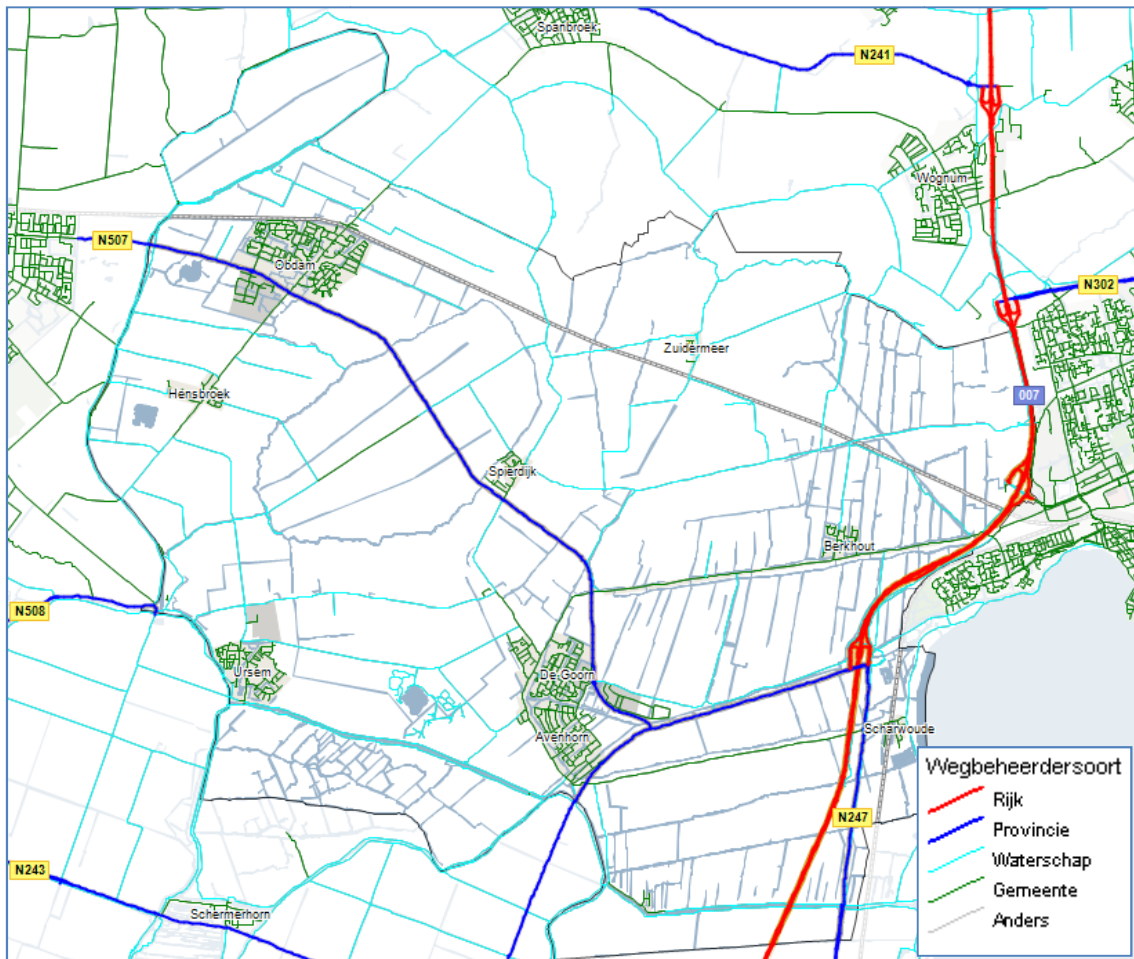 Spanbroek
N241
Wognum
N507
Obdam
N302
Zuidermeer
Hensbroek
007
Spierdijk
Berkhout
N508
Ursem
De Goorn
Avenhorn
Scharwoude
N247
N243
Schermerhorn
Wegbeheerdersoort
Rijk
Provincie
Waterschap
Gemeente
Anders